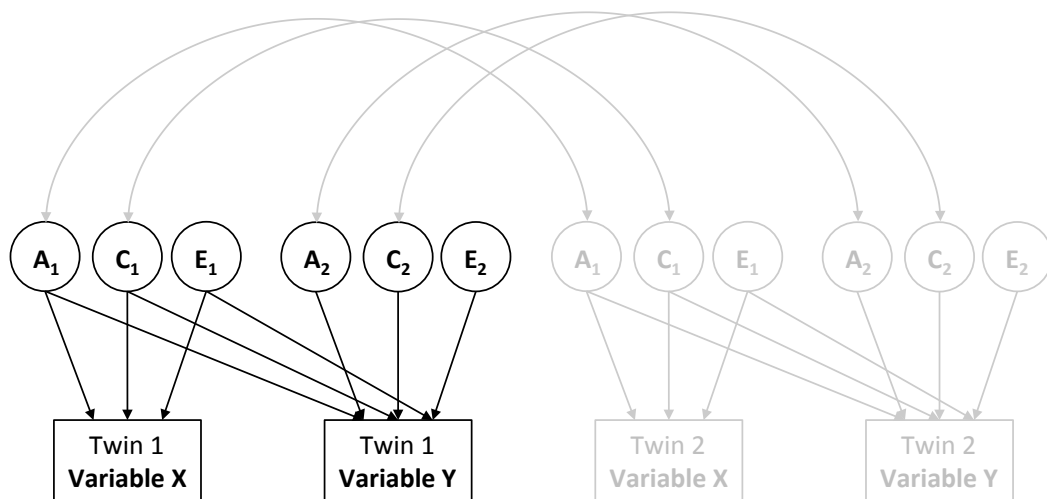 A1 C1 E1 A2 C2 E2 A1 C1 E1 A2 C2 E2
Twin 1
Variable X
Twin 1
Variable Y
Twin 2
Variable X
Twin 2
Variable Y